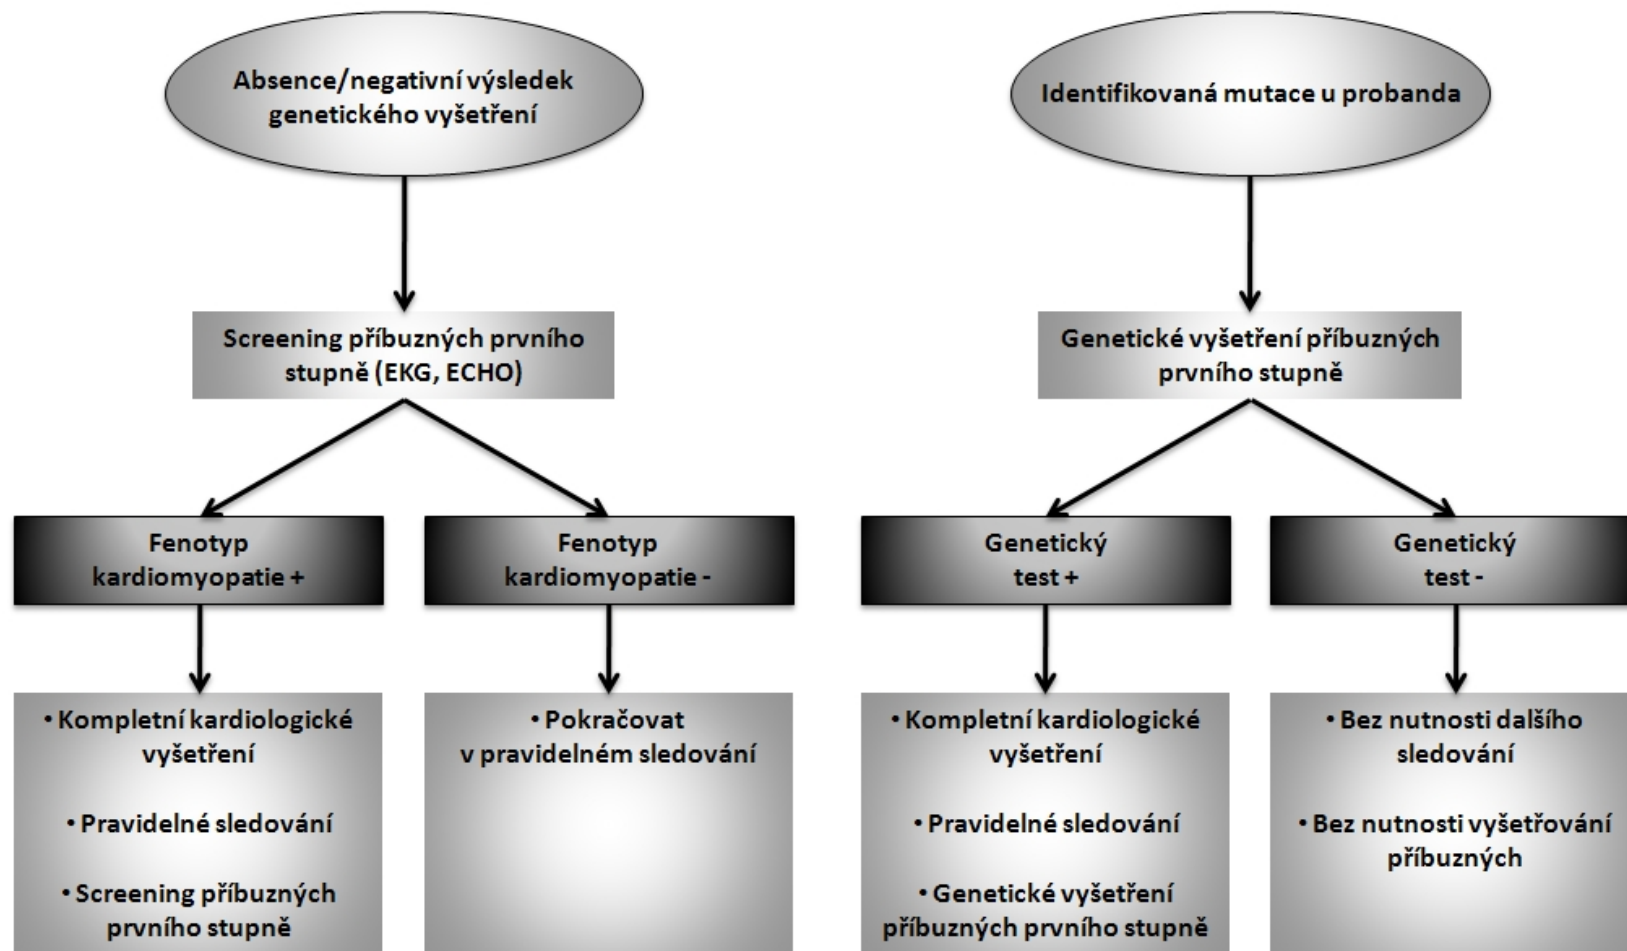 Absence/negativní výsledek
genetického vyšetření
Screening příbuzných prvního
stupně (EKG, ECHO)
Fenotyp
kardiomyopatie +
Fenotyp
kardiomyopatie -
• Kompletní kardiologické
vyšetření
• Pravidelné sledování
• Screening příbuzných
prvního stupně
• Pokračovat
v pravidelném sledování
Identifikovaná mutace u probanda
Genetické vyšetření příbuzných
prvního stupně
Genetický
test +
Genetický
test -
• Kompletní kardiologické
vyšetření
• Pravidelné sledování
• Genetické vyšetření
příbuzných prvního stupně
• Bez nutnosti dalšího
sledování
• Bez nutnosti vyšetřování
příbuzných